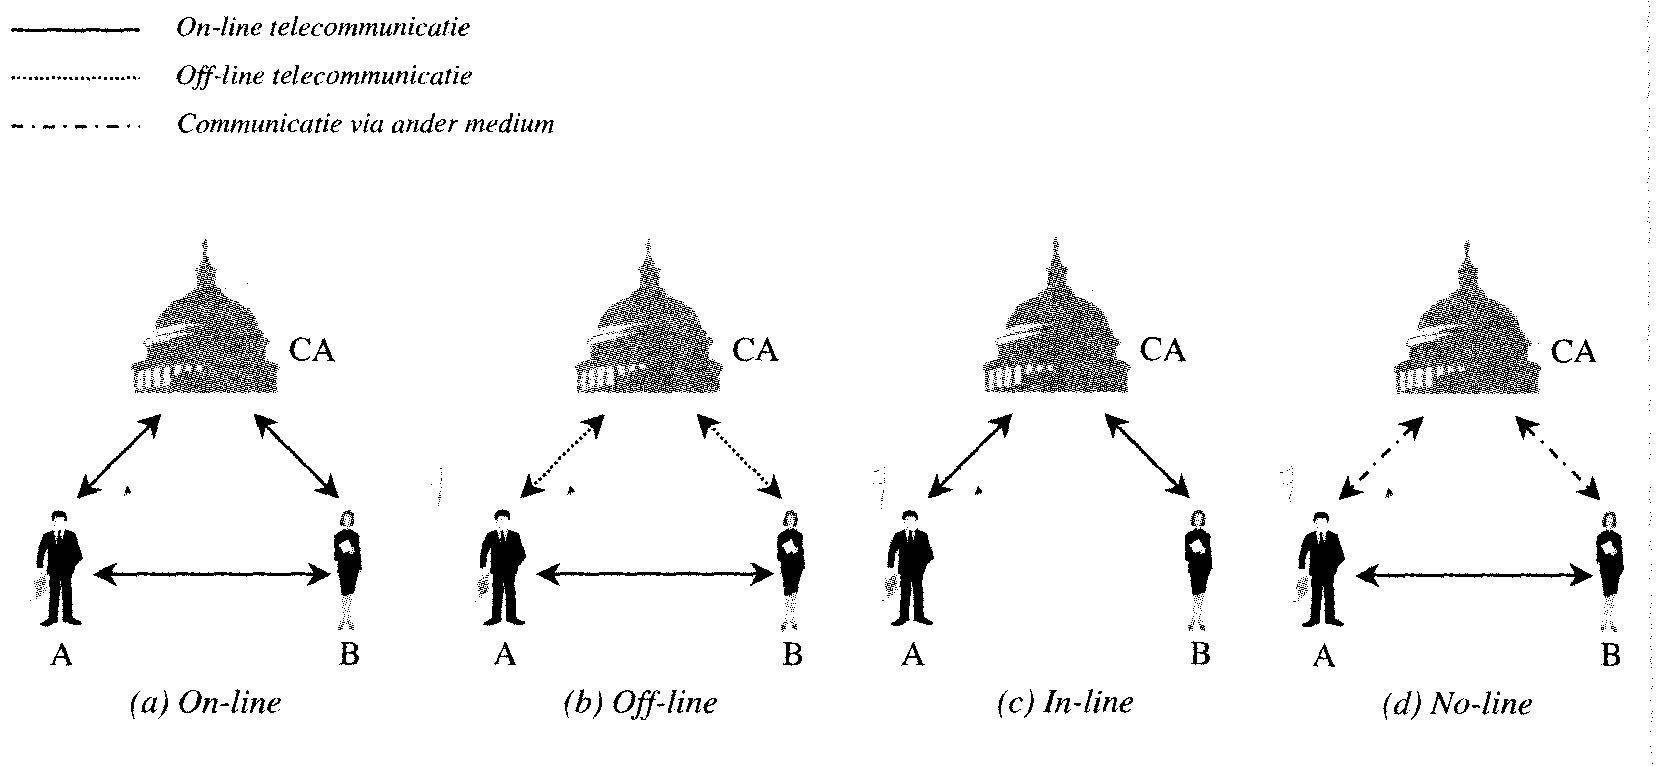 On-line telecommunicatie
Off-line telecommunicatie
Communicatie via ander medium
CA
CA
CA
CA
A
B
A
B
A
B
A
B
(a) On-line
(b) Off-line
(c) In-line
(d) No-line